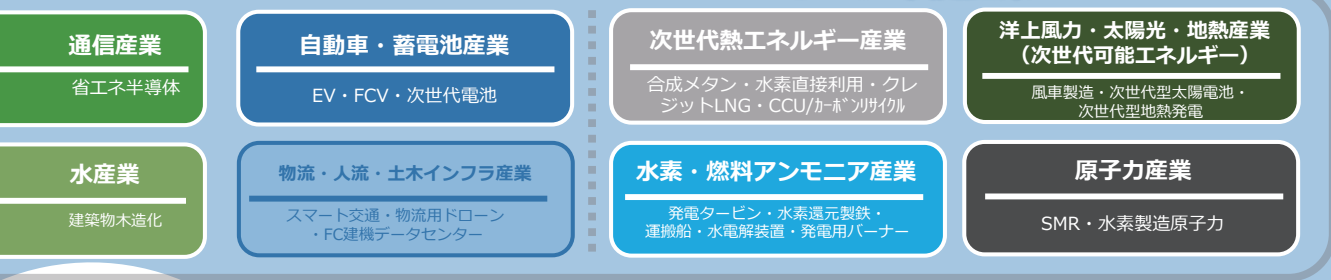 通信産業
省エネ半導体
自動車・蓄電池産業
EV・FCV・次世代電池
次世代熱エネルギー産業
合成メタン・水素直接利用・クレ
ジットLNG・CCU/ｶｰﾎﾞﾝﾘｻｲｸﾙ
洋上風力・太陽光・地熱産業
（次世代可能エネルギー）
風車製造・次世代型太陽電池・
次世代型地熱発電
水産業
建築物木造化
物流・人流・土木インフラ産業
スマート交通・物流用ドローン
・FC建機データセンター
水素・燃料アンモニア産業
発電タービン・水素還元製鉄・
運搬船・水電解装置・発電用バーナー
原子力産業
SMR・水素製造原子力